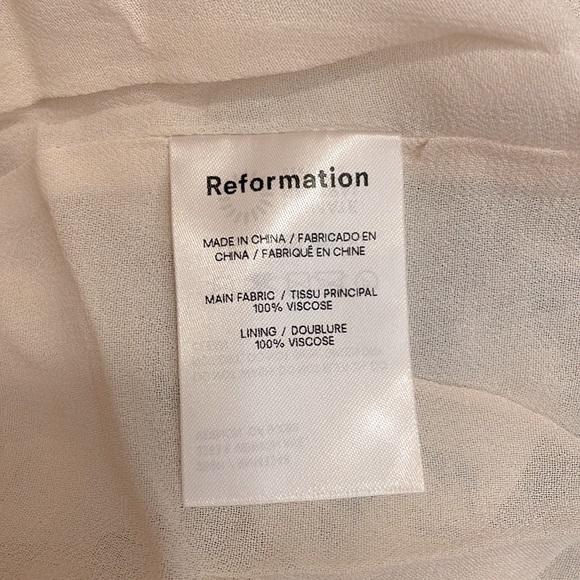 Reformation
MADE IN CHINA / FABRICADO EN
CHINA / FABRIQUÉ EN CHINE
MAIN FABRIC / TISSU PRINCIPAL
100% VISCOSE
LINING / DOUBLURE
100% VISCOSE